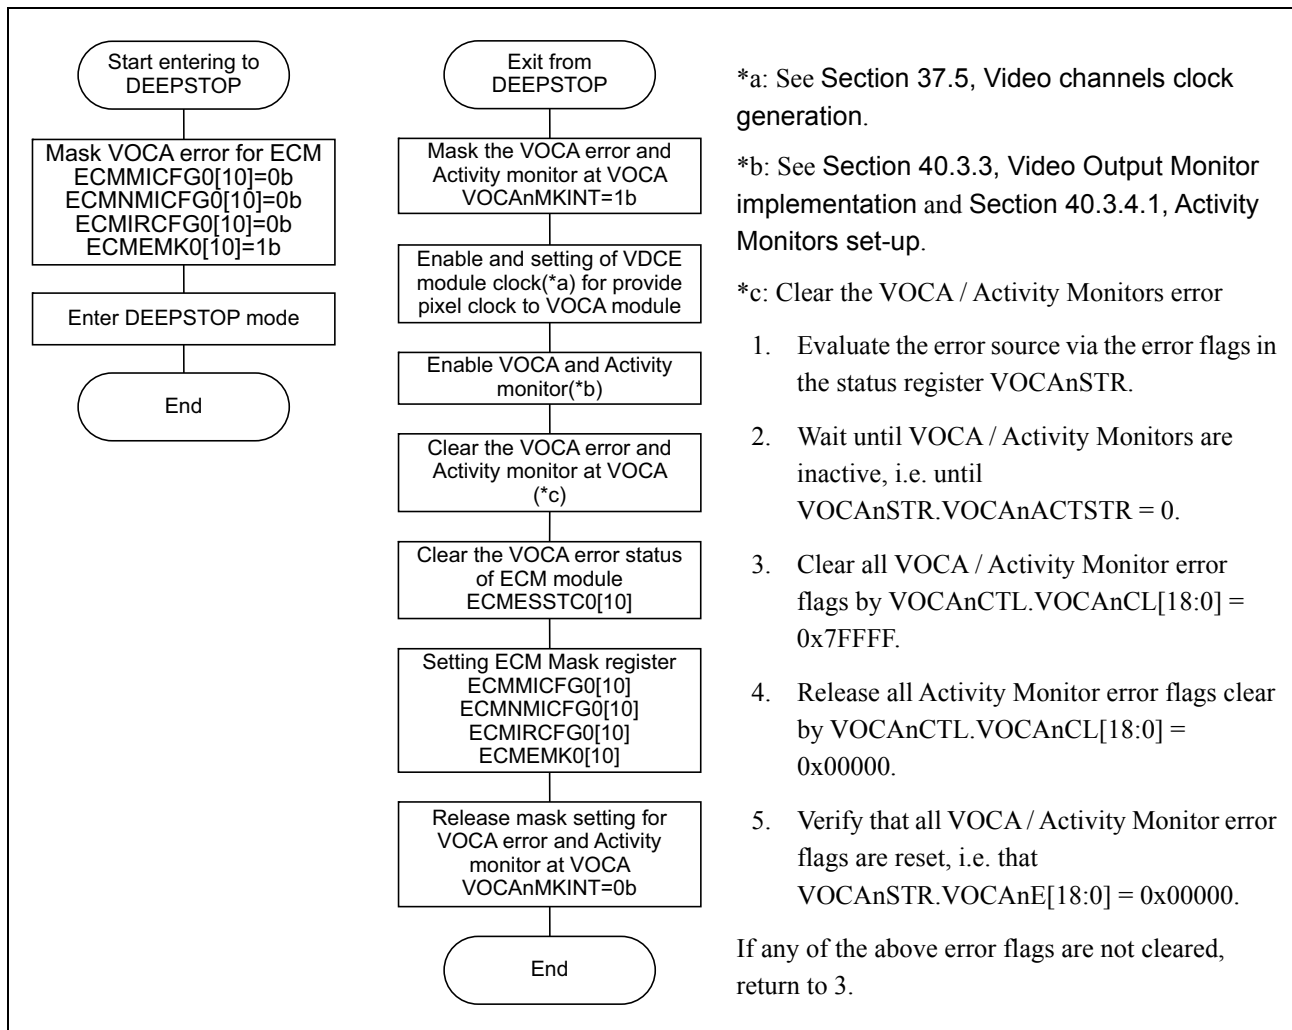 Start entering to
DEEPSTOP
Mask VOCA error for ECM
ECMMICFG0[10]=0b
ECMNMICFG0[10]=0b
ECMIRCFG0[10]=0b
ECMEMK0[10]=1b
Enter DEEPSTOP mode
End
Exit from
DEEPSTOP
Mask the VOCA error and
Activity monitor at VOCA
VOCAnMKINT=1b
Enable and setting of VDCE
module clock(*a) for provide
pixel clock to VOCA module
Enable VOCA and Activity
monitor(*b)
Clear the VOCA error and
Activity monitor at VOCA
(*c)
Clear the VOCA error status
of ECM module
ECMESSTC0[10]
Setting ECM Mask register
ECMMICFG0[10]
ECMNMICFG0[10]
ECMIRCFG0[10]
ECMEMK0[10]
Release mask setting for
VOCA error and Activity
monitor at VOCA
VOCAnMKINT=0b
End
*a: See Section 37.5, Video channels clock
generation.
*b: See Section 40.3.3, Video Output Monitor
implementation and Section 40.3.4.1, Activity
Monitors set-up.
*c: Clear the VOCA / Activity Monitors error
1. Evaluate the error source via the error flags in
the status register VOCAnSTR.
2. Wait until VOCA / Activity Monitors are
inactive, i.e. until
VOCAnSTR.VOCAnACTSTR = 0.
3. Clear all VOCA / Activity Monitor error
flags by VOCAnCTL.VOCAnCL[18:0] =
0x7FFFF.
4. Release all Activity Monitor error flags clear
by VOCAnCTL.VOCAnCL[18:0] =
0x00000.
5. Verify that all VOCA / Activity Monitor error
flags are reset, i.e. that
VOCAnSTR.VOCAnE[18:0] = 0x00000.
If any of the above error flags are not cleared,
return to 3.